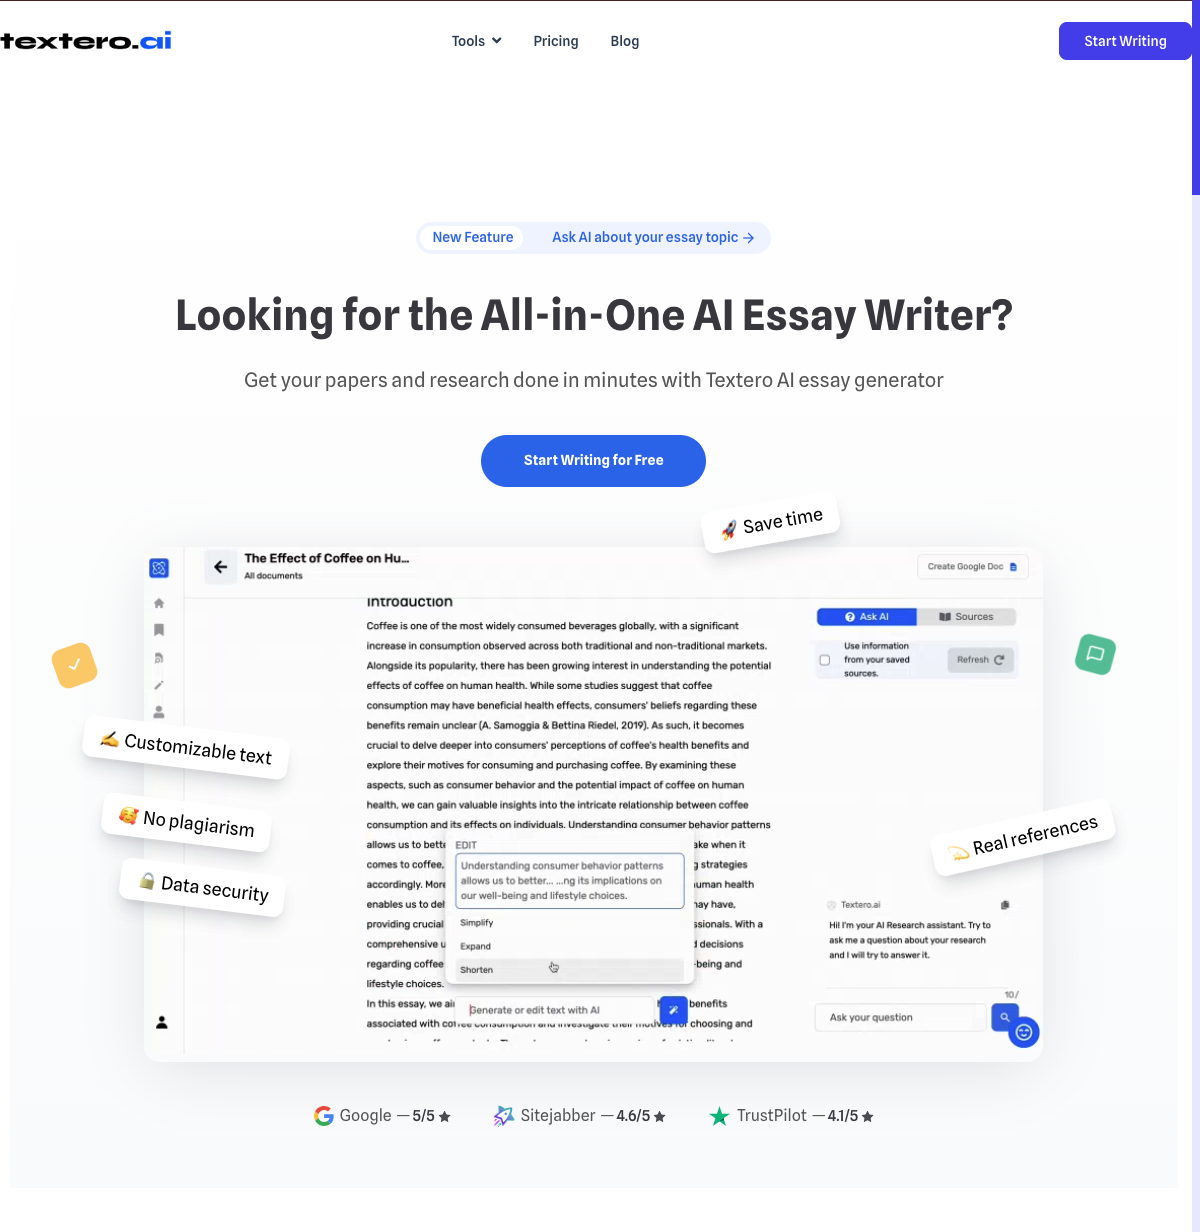 textero.ai
Tools
Pricing
Blog
Start Writing
New Feature
Ask AI about your essay topic →
Looking for the All-in-One AI Essay Writer?
Get your papers and research done in minutes with Textero AI essay generator
Start Writing for Free
🚀 Save time
The Effect of Coffee on Hu...
All documents
Create Google Doc
Introduction
Coffee is one of the most widely consumed beverages globally, with a significant
increase in consumption observed across both traditional and non-traditional markets.
Alongside its popularity, there has been growing interest in understanding the potential
effects of coffee on human health. While some studies suggest that coffee
consumption may have beneficial health effects, consumers' beliefs regarding these
benefits remain unclear (A. Samoggia & Bettina Riedel, 2019). As such, it becomes
crucial to delve deeper into consumers' perceptions of coffee's health benefits and
explore their motives for consuming and purchasing coffee. By examining these
aspects, such as consumer behavior and the potential impact of coffee on human
health, we can gain valuable insights into the intricate relationship between coffee
consumption and its effects on individuals. Understanding consumer behavior patterns
allows us to bette
ake when it
comes to coffee,
g strategies
accordingly. More
uman health
enables us to del
nay have,
providing crucial
ssionals. With a
comprehensive u
d decisions
regarding coffee
-being and
lifestyle choices.
In this essay, we ai
benefits
associated with coffee consumption and investigate their motives for choosing and
EDIT
Understanding consumer behavior patterns
allows us to better... ...ng its implications on
our well-being and lifestyle choices.
Simplify
Expand
Shorten
Generate or edit text with AI
Ask AI
Sources
Use information
from your saved
sources.
Refresh
Textero.ai
Hi! I'm your AI Research assistant. Try to
ask me a question about your research
and I will try to answer it.
10/
Ask your question
✍️ Customizable text
🥰 No plagiarism
🔒 Data security
💫 Real references
Google — 5/5 ★
Sitejabber — 4.6/5 ★
TrustPilot — 4.1/5 ★